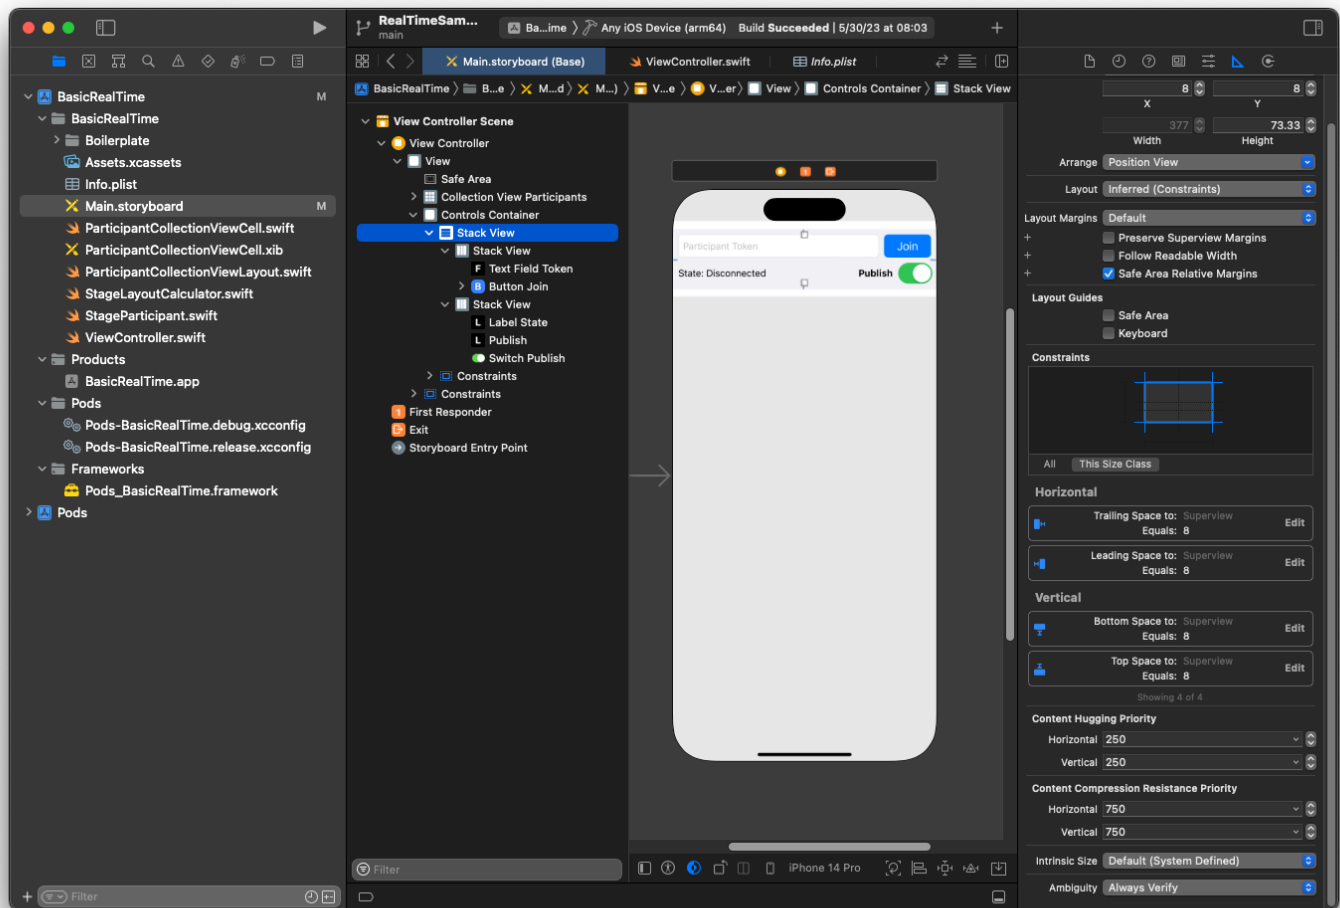 RealTimeSam...
main
Ba...ime 〉 Any iOS Device (arm64) Build Succeeded | 5/30/23 at 08:03
Main.storyboard (Base)
ViewController.swift
Info.plist
BasicRealTime 〉 B...e 〉 M...d 〉 M...) 〉 V...e 〉 V...er 〉 View 〉 Controls Container 〉 Stack View
BasicRealTime M
BasicRealTime
Boilerplate
Assets.xcassets
Info.plist
Main.storyboard M
ParticipantCollectionViewCell.swift
ParticipantCollectionViewCell.xib
ParticipantCollectionViewLayout.swift
StageLayoutCalculator.swift
StageParticipant.swift
ViewController.swift
Products
BasicRealTime.app
Pods
Pods-BasicRealTime.debug.xcconfig
Pods-BasicRealTime.release.xcconfig
Frameworks
Pods_BasicRealTime.framework
Pods
Filter
View Controller Scene
View Controller
View
Safe Area
Collection View Participants
Controls Container
Stack View
Stack View
F Text Field Token
B Button Join
Stack View
L Label State
L Publish
Switch Publish
Constraints
Constraints
1 First Responder
Exit
Storyboard Entry Point
Filter
Participant Token
Join
State: Disconnected
Publish
iPhone 14 Pro
8 8
X Y
377 73.33
Width Height
Arrange Position View
Layout Inferred (Constraints)
Layout Margins Default
Preserve Superview Margins
Follow Readable Width
Safe Area Relative Margins
Layout Guides
Safe Area
Keyboard
Constraints
All This Size Class
Horizontal
Trailing Space to: Superview
Equals: 8
Edit
Leading Space to: Superview
Equals: 8
Edit
Vertical
Bottom Space to: Superview
Equals: 8
Edit
Top Space to: Superview
Equals: 8
Edit
Showing 4 of 4
Content Hugging Priority
Horizontal 250
Vertical 250
Content Compression Resistance Priority
Horizontal 750
Vertical 750
Intrinsic Size Default (System Defined)
Ambiguity Always Verify